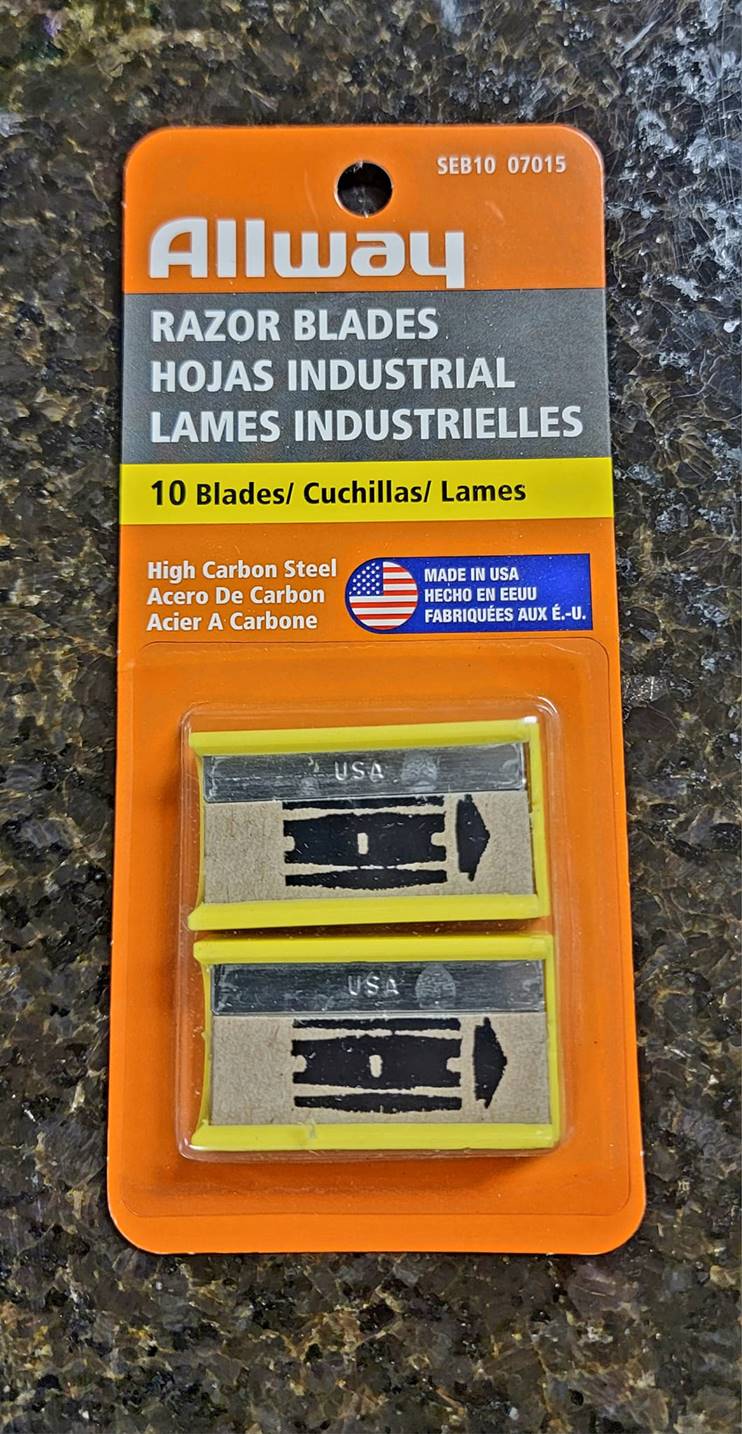 SEB10 07015
Allway
RAZOR BLADES
HOJAS INDUSTRIAL
LAMES INDUSTRIELLES
10 Blades/ Cuchillas/ Lames
High Carbon Steel
Acero De Carbon
Acier A Carbone
MADE IN USA
HECHO EN EEUU
FABRIQUÉES AUX É.-U.
USA
USA